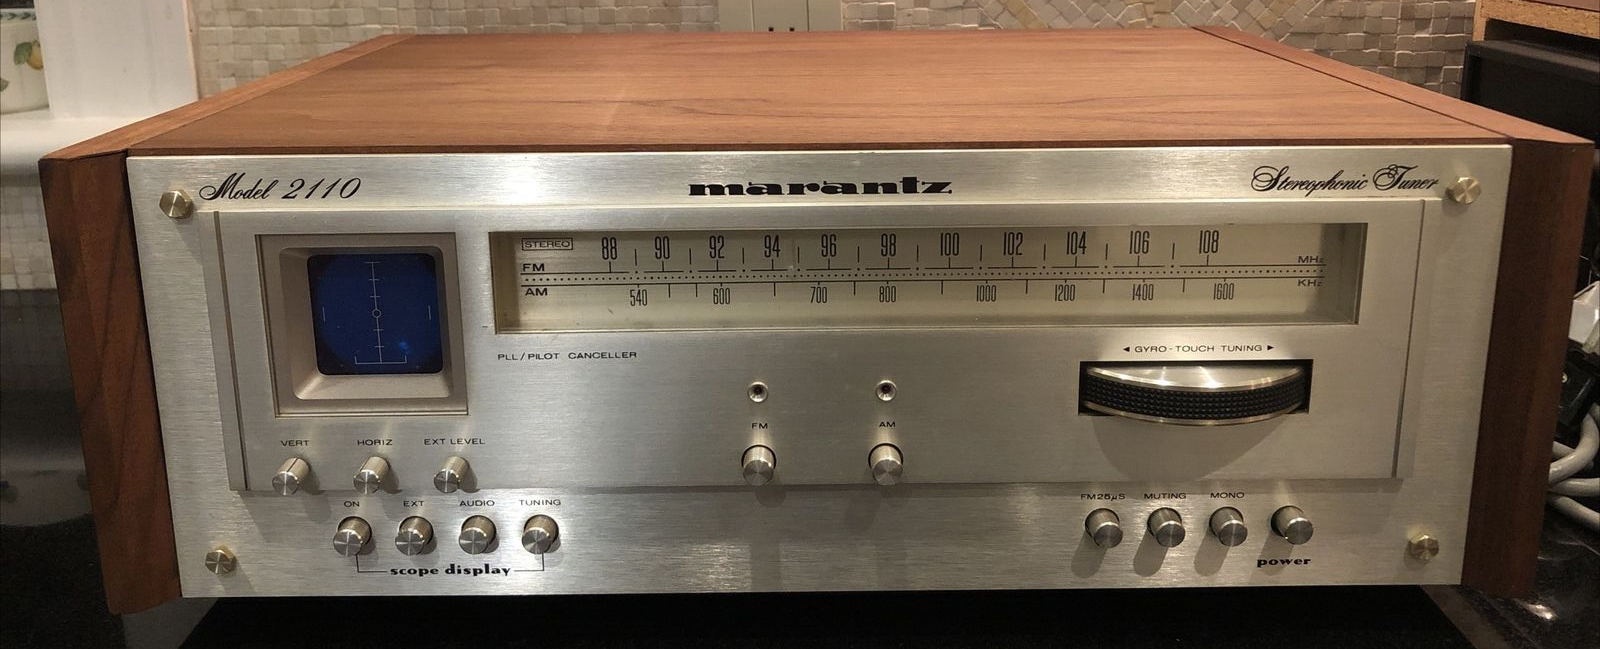 Model 2110
marantz
Stereophonic Tuner
STEREO 88 90 92 94 96 98 100 102 104 106 108
FM MHz
AM KHz
540 600 700 800 1000 1200 1400 1600
PLL/PILOT CANCELLER
◄ GYRO-TOUCH TUNING ►
FM AM
VERT HORIZ EXT LEVEL
ON EXT AUDIO TUNING
scope display
FM25µS MUTING MONO
power